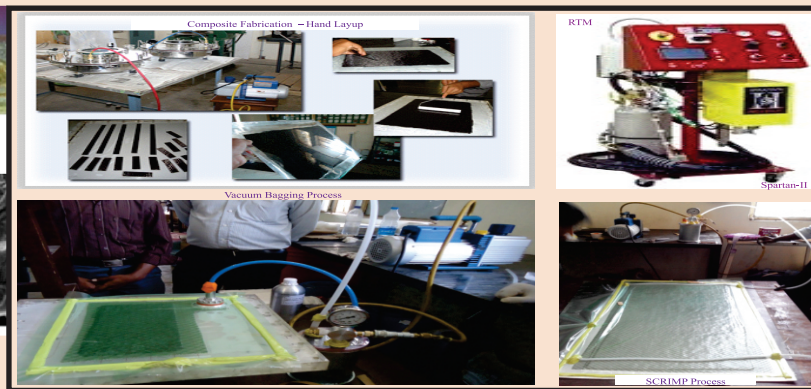 Composite Fabrication – Hand Layup
RTM
Spartan-II
Vacuum Bagging Process
SCRIMP Process